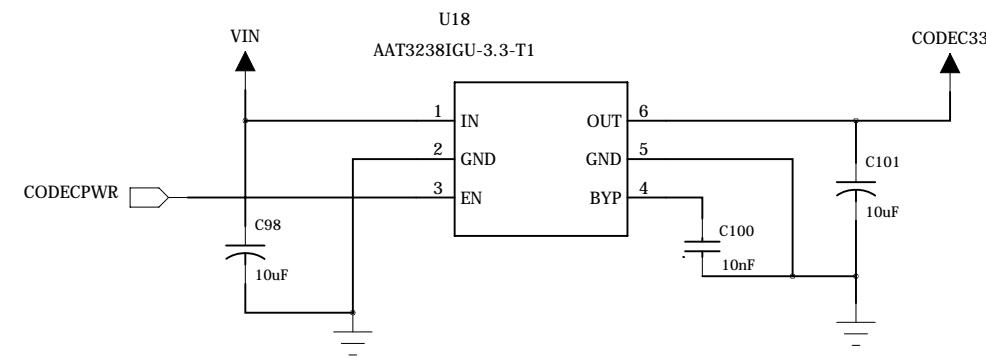 U18
AAT3238IGU-3.3-T1
VIN
CODEC33
1
IN
OUT
6
2
GND
GND
5
CODECPWR
3
EN
BYP
4
C98
10uF
C100
10nF
C101
10uF